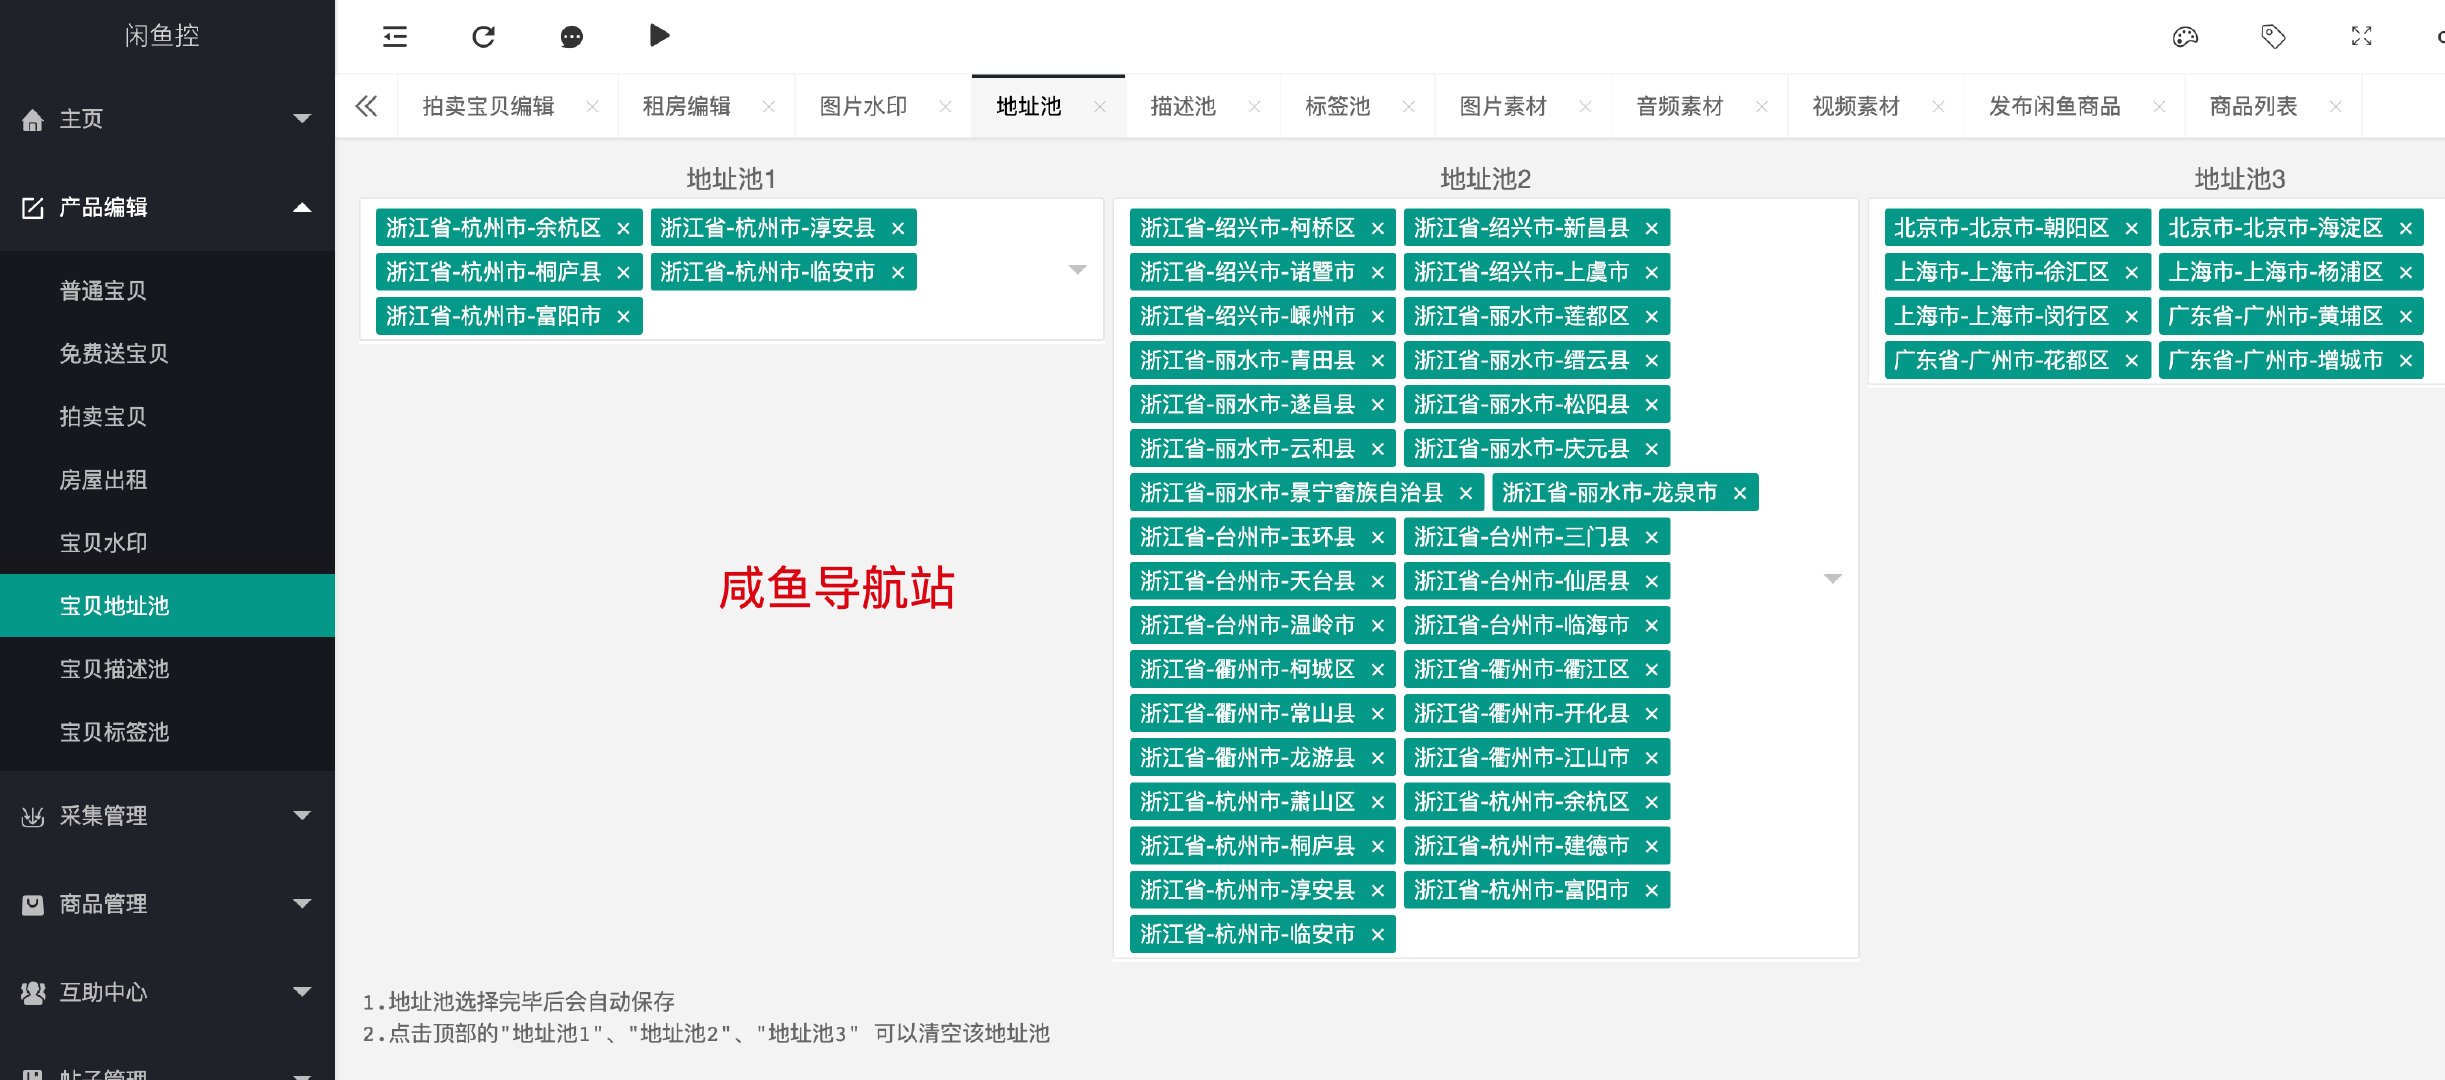 闲鱼控
主页
产品编辑
普通宝贝
免费送宝贝
拍卖宝贝
房屋出租
宝贝水印
宝贝地址池
宝贝描述池
宝贝标签池
采集管理
商品管理
互助中心
帖子管理
拍卖宝贝编辑 租房编辑 图片水印 地址池 描述池 标签池 图片素材 音频素材 视频素材 发布闲鱼商品 商品列表
地址池1
浙江省-杭州市-余杭区 浙江省-杭州市-淳安县
浙江省-杭州市-桐庐县 浙江省-杭州市-临安市
浙江省-杭州市-富阳市
咸鱼导航站
地址池2
浙江省-绍兴市-柯桥区 浙江省-绍兴市-新昌县
浙江省-绍兴市-诸暨市 浙江省-绍兴市-上虞市
浙江省-绍兴市-嵊州市 浙江省-丽水市-莲都区
浙江省-丽水市-青田县 浙江省-丽水市-缙云县
浙江省-丽水市-遂昌县 浙江省-丽水市-松阳县
浙江省-丽水市-云和县 浙江省-丽水市-庆元县
浙江省-丽水市-景宁畲族自治县 浙江省-丽水市-龙泉市
浙江省-台州市-玉环县 浙江省-台州市-三门县
浙江省-台州市-天台县 浙江省-台州市-仙居县
浙江省-台州市-温岭市 浙江省-台州市-临海市
浙江省-衢州市-柯城区 浙江省-衢州市-衢江区
浙江省-衢州市-常山县 浙江省-衢州市-开化县
浙江省-衢州市-龙游县 浙江省-衢州市-江山市
浙江省-杭州市-萧山区 浙江省-杭州市-余杭区
浙江省-杭州市-桐庐县 浙江省-杭州市-建德市
浙江省-杭州市-淳安县 浙江省-杭州市-富阳市
浙江省-杭州市-临安市
地址池3
北京市-北京市-朝阳区 北京市-北京市-海淀区
上海市-上海市-徐汇区 上海市-上海市-杨浦区
上海市-上海市-闵行区 广东省-广州市-黄埔区
广东省-广州市-花都区 广东省-广州市-增城市
1.地址池选择完毕后会自动保存
2.点击顶部的"地址池1"、"地址池2"、"地址池3" 可以清空该地址池